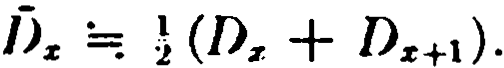 D̄ₓ ≒ ½ (Dₓ + Dₓ₊₁).